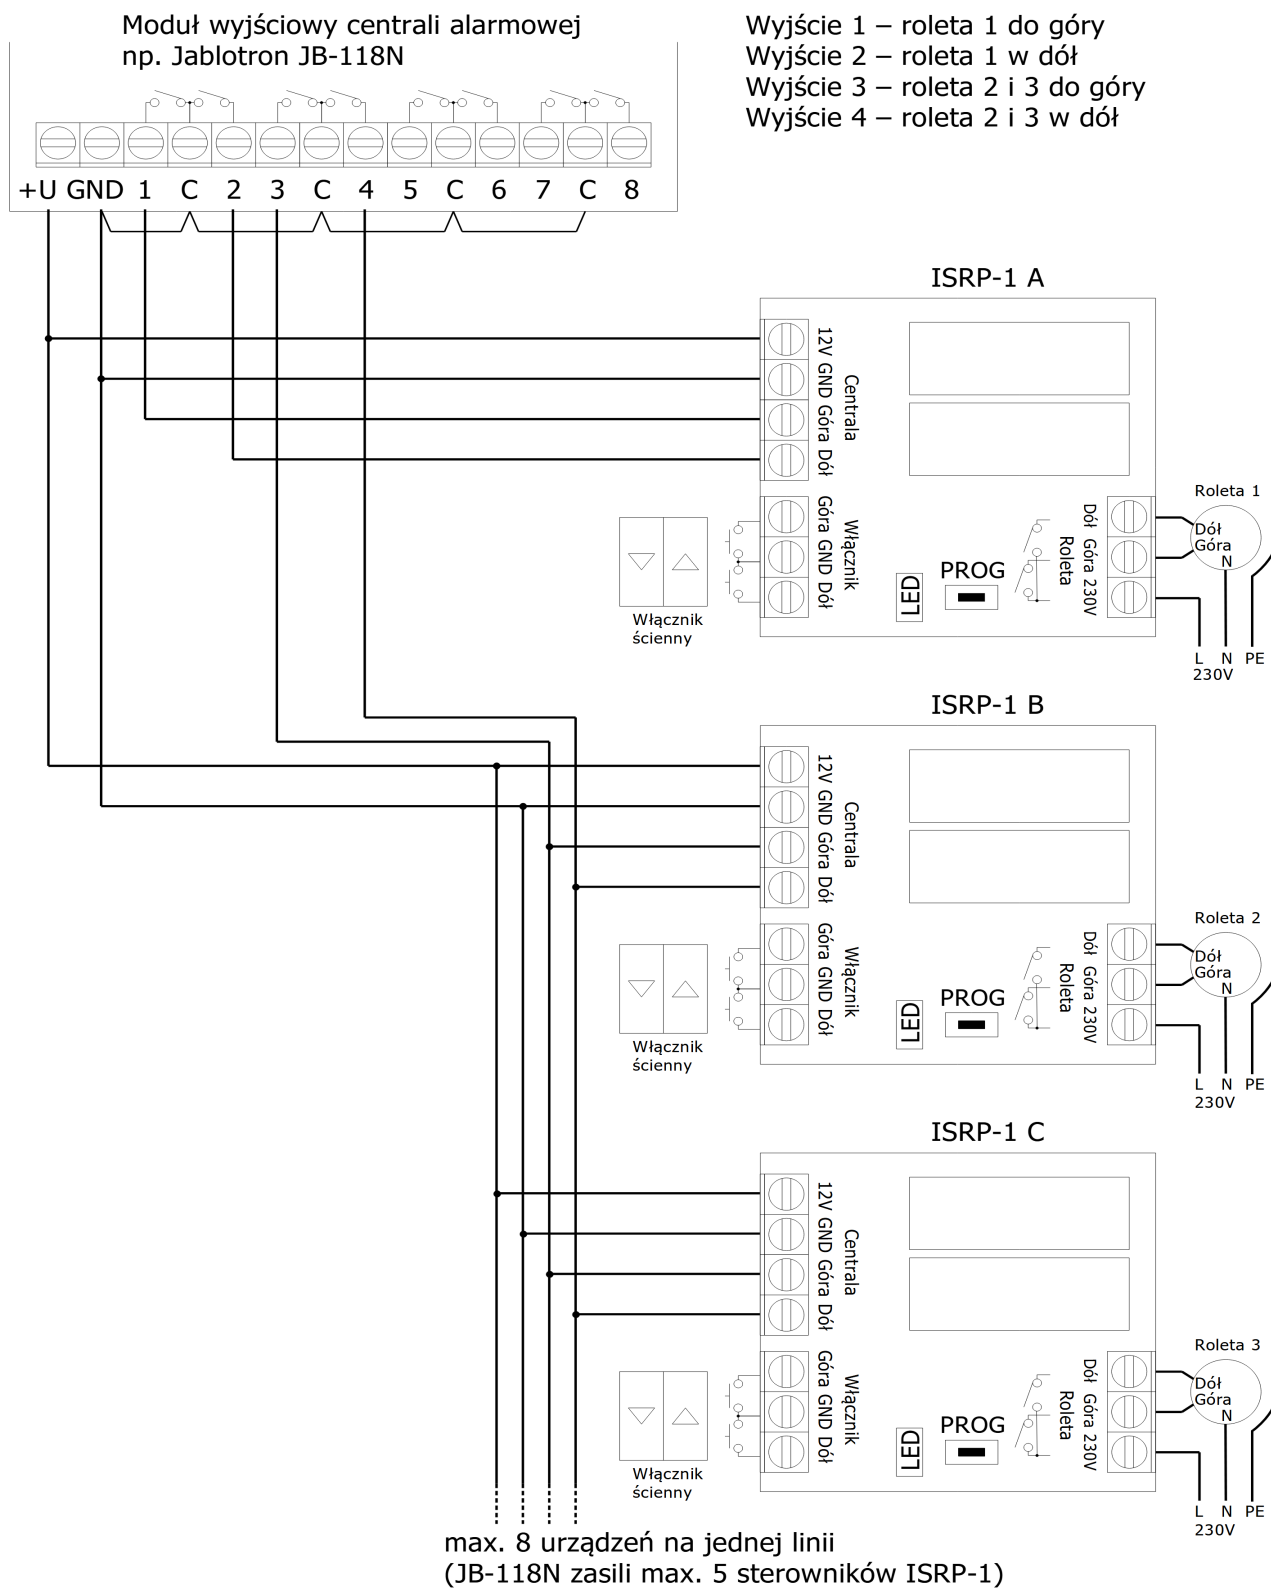 Moduł wyjściowy centrali alarmowej
np. Jablotron JB-118N
Wyjście 1 – roleta 1 do góry
Wyjście 2 – roleta 1 w dół
Wyjście 3 – roleta 2 i 3 do góry
Wyjście 4 – roleta 2 i 3 w dół
+U GND 1 C 2 3 C 4 5 C 6 7 C 8
ISRP-1 A
12V GND Góra Dół
Centrala
Góra GND Dół
Włącznik
Włącznik
ścienny
LED
PROG
Roleta
Dół Góra 230V
Roleta 1
Dół
Góra
N
L N PE
230V
ISRP-1 B
12V GND Góra Dół
Centrala
Góra GND Dół
Włącznik
Włącznik
ścienny
LED
PROG
Roleta
Dół Góra 230V
Roleta 2
Dół
Góra
N
L N PE
230V
ISRP-1 C
12V GND Góra Dół
Centrala
Góra GND Dół
Włącznik
Włącznik
ścienny
LED
PROG
Roleta
Dół Góra 230V
Roleta 3
Dół
Góra
N
L N PE
230V
max. 8 urządzeń na jednej linii
(JB-118N zasili max. 5 sterowników ISRP-1)